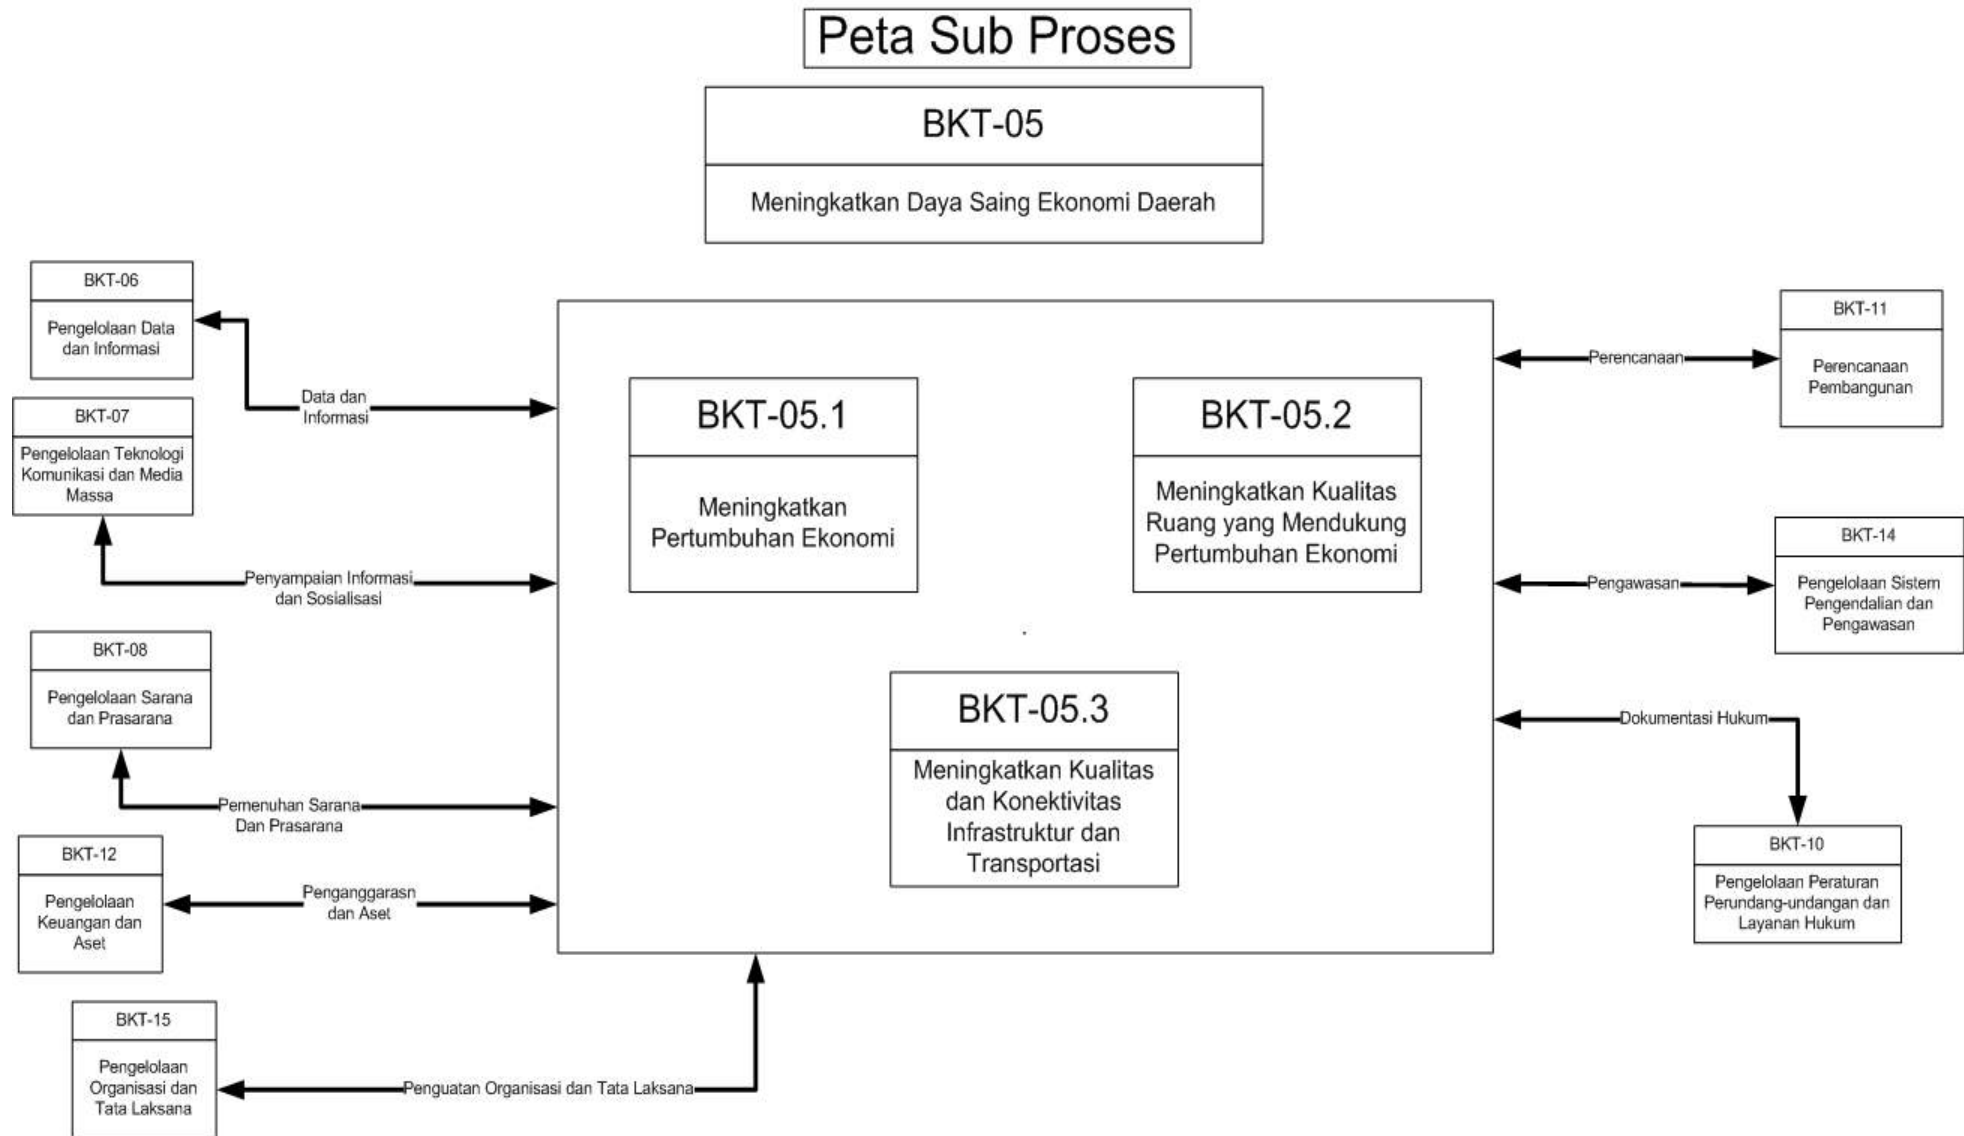 Peta Sub Proses
BKT-05
Meningkatkan Daya Saing Ekonomi Daerah
BKT-06
Pengelolaan Data
dan Informasi
Data dan
Informasi
BKT-07
Pengelolaan Teknologi
Komunikasi dan Media
Massa
Penyampaian Informasi
dan Sosialisasi
BKT-08
Pengelolaan Sarana
dan Prasarana
Pemenuhan Sarana
Dan Prasarana
BKT-12
Pengelolaan
Keuangan dan
Aset
Penganggarasn
dan Aset
BKT-15
Pengelolaan
Organisasi dan
Tata Laksana
Penguatan Organisasi dan Tata Laksana
BKT-05.1
Meningkatkan
Pertumbuhan Ekonomi
BKT-05.2
Meningkatkan Kualitas
Ruang yang Mendukung
Pertumbuhan Ekonomi
BKT-05.3
Meningkatkan Kualitas
dan Konektivitas
Infrastruktur dan
Transportasi
Perencanaan
BKT-11
Perencanaan
Pembangunan
Pengawasan
BKT-14
Pengelolaan Sistem
Pengendalian dan
Pengawasan
Dokumentasi Hukum
BKT-10
Pengelolaan Peraturan
Perundang-undangan dan
Layanan Hukum